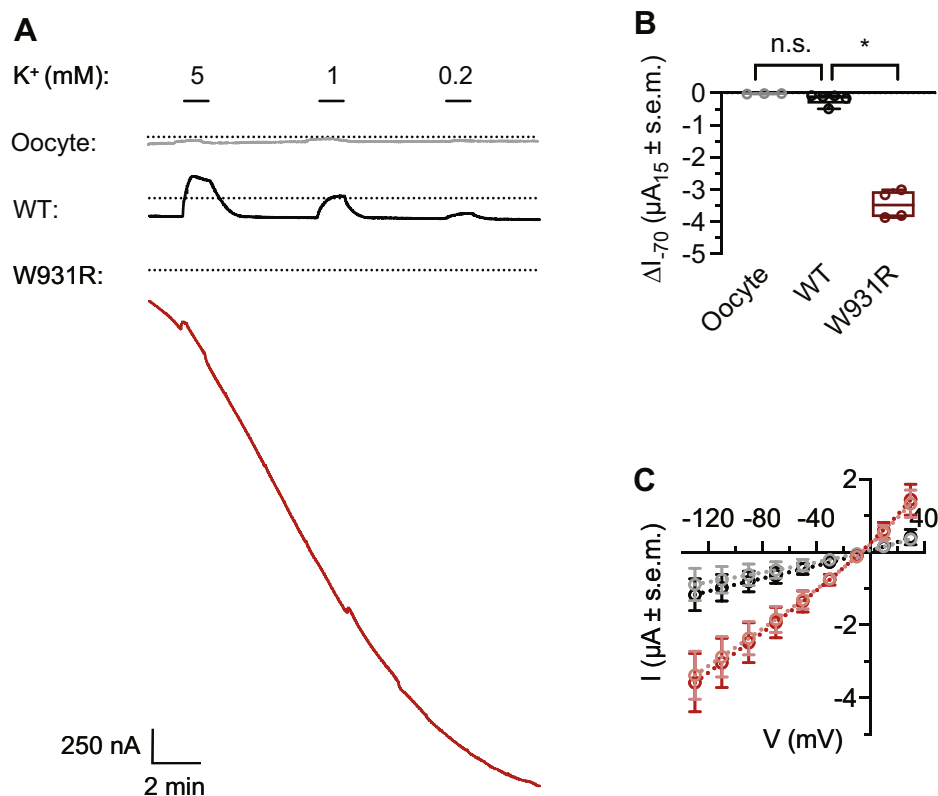 A
K⁺ (mM): 5 1 0.2
Oocyte:
WT:
W931R:
250 nA
2 min
B
n.s. *
0
-1
-2
-3
-4
-5
ΔI₋₇₀ (µA₁₅ ± s.e.m.)
Oocyte WT W931R
C
2
-120 -80 -40 40
-2
-4
I (µA ± s.e.m.)
V (mV)